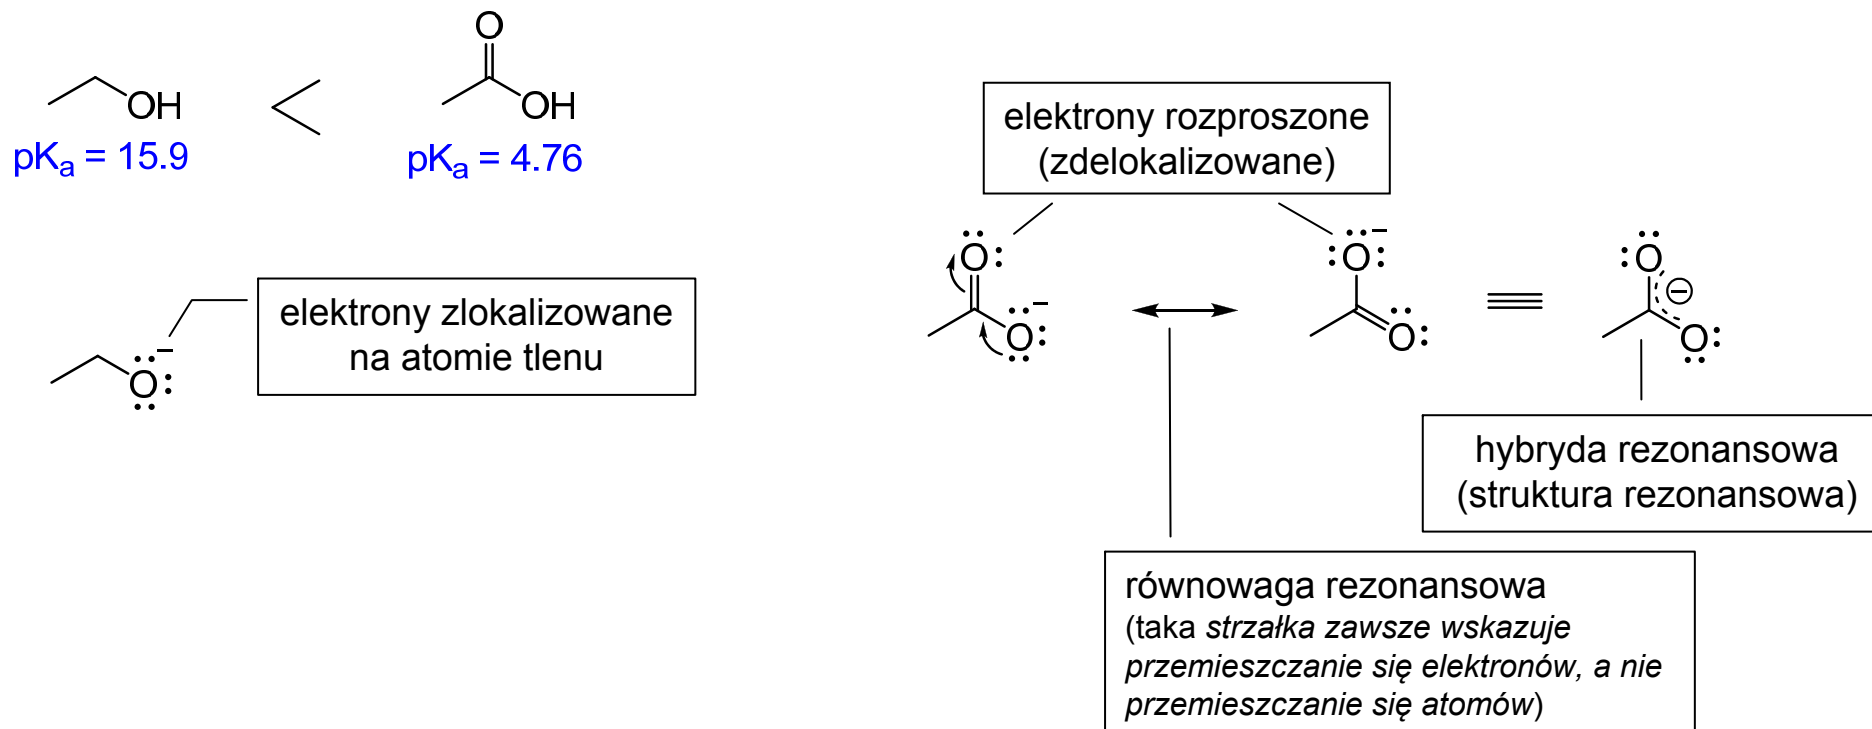 O
OH
<
OH
pKa = 15.9
pKa = 4.76
elektrony rozproszone
(zdelokalizowane)
O
O−
O
O−
O
O
−
O
elektrony zlokalizowane
na atomie tlenu
O−
hybryda rezonansowa
(struktura rezonansowa)
równowaga rezonansowa
(taka strzałka zawsze wskazuje
przemieszczanie się elektronów, a nie
przemieszczanie się atomów)